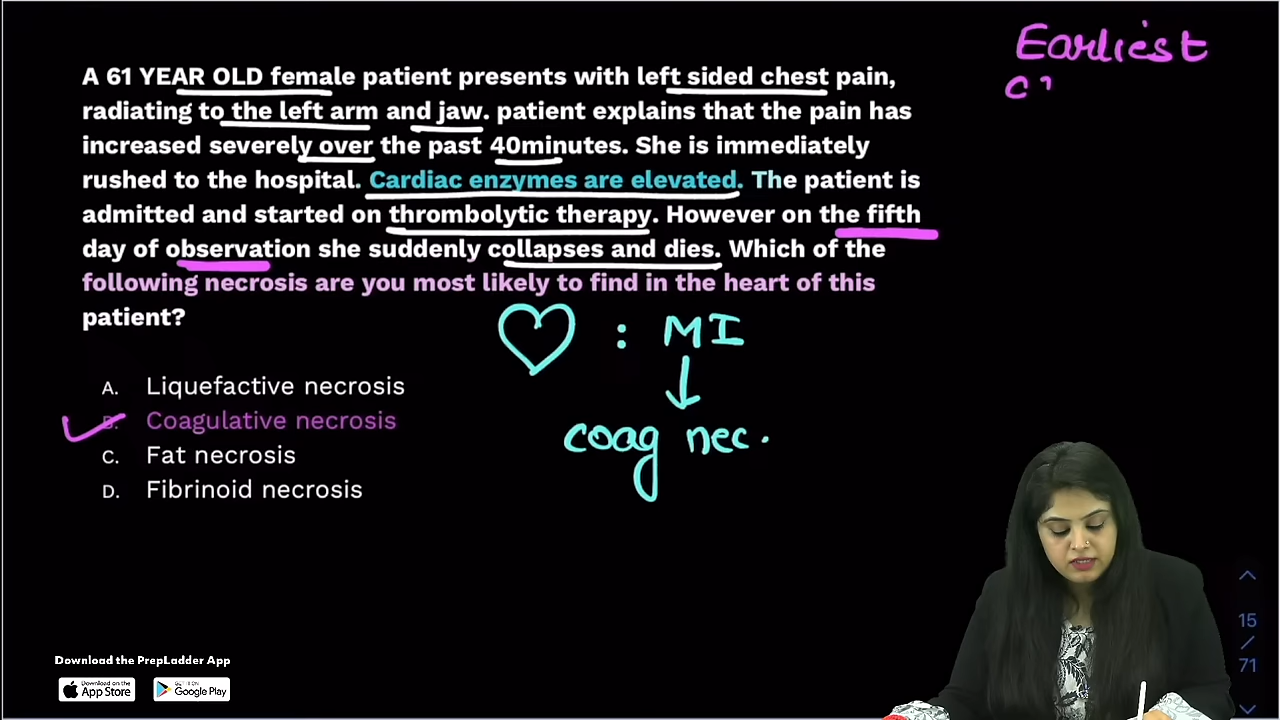 Earliest
A 61 YEAR OLD female patient presents with left sided chest pain,
radiating to the left arm and jaw. patient explains that the pain has
increased severely over the past 40minutes. She is immediately
rushed to the hospital. Cardiac enzymes are elevated. The patient is
admitted and started on thrombolytic therapy. However on the fifth
day of observation she suddenly collapses and dies. Which of the
following necrosis are you most likely to find in the heart of this
patient?
: MI
A. Liquefactive necrosis
B. Coagulative necrosis
coag nec.
C. Fat necrosis
D. Fibrinoid necrosis
15
/
71
Download the PrepLadder App
Download on the App Store
GET IT ON Google Play